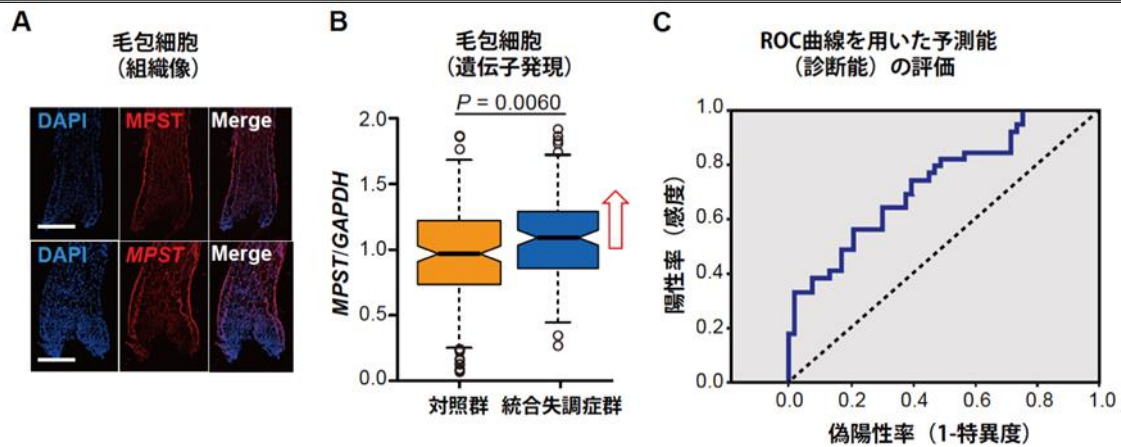 A
毛包細胞
（組織像）
DAPI
MPST
Merge
DAPI
MPST
Merge
B
毛包細胞
（遺伝子発現）
P = 0.0060
MPST/GAPDH
2.0
1.5
1.0
0.5
0.0
対照群
統合失調症群
C
ROC曲線を用いた予測能
（診断能）の評価
陽性率（感度）
1.0
0.8
0.6
0.4
0.2
0.0
0.0
0.2
0.4
0.6
0.8
1.0
偽陽性率（1-特異度）